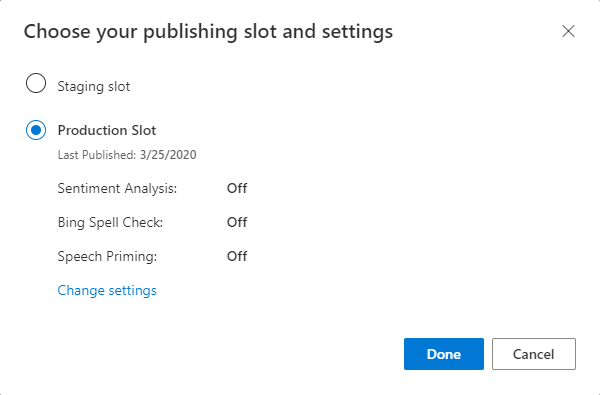 Choose your publishing slot and settings
Staging slot
Production Slot
Last Published: 3/25/2020
Sentiment Analysis: Off
Bing Spell Check: Off
Speech Priming: Off
Change settings
Done Cancel